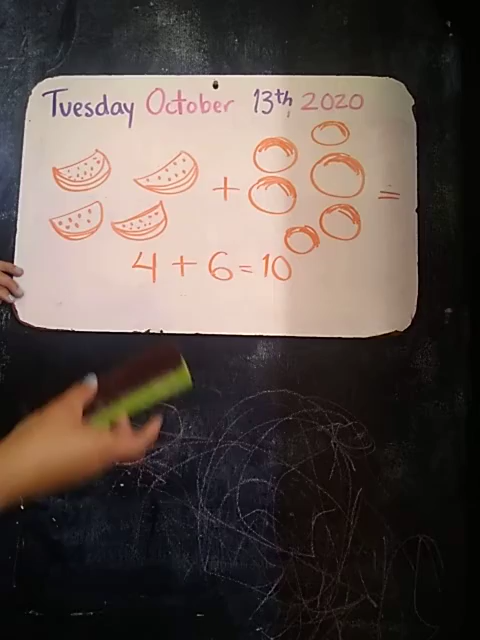 Tuesday October 13th, 2020
+ =
4 + 6 = 10